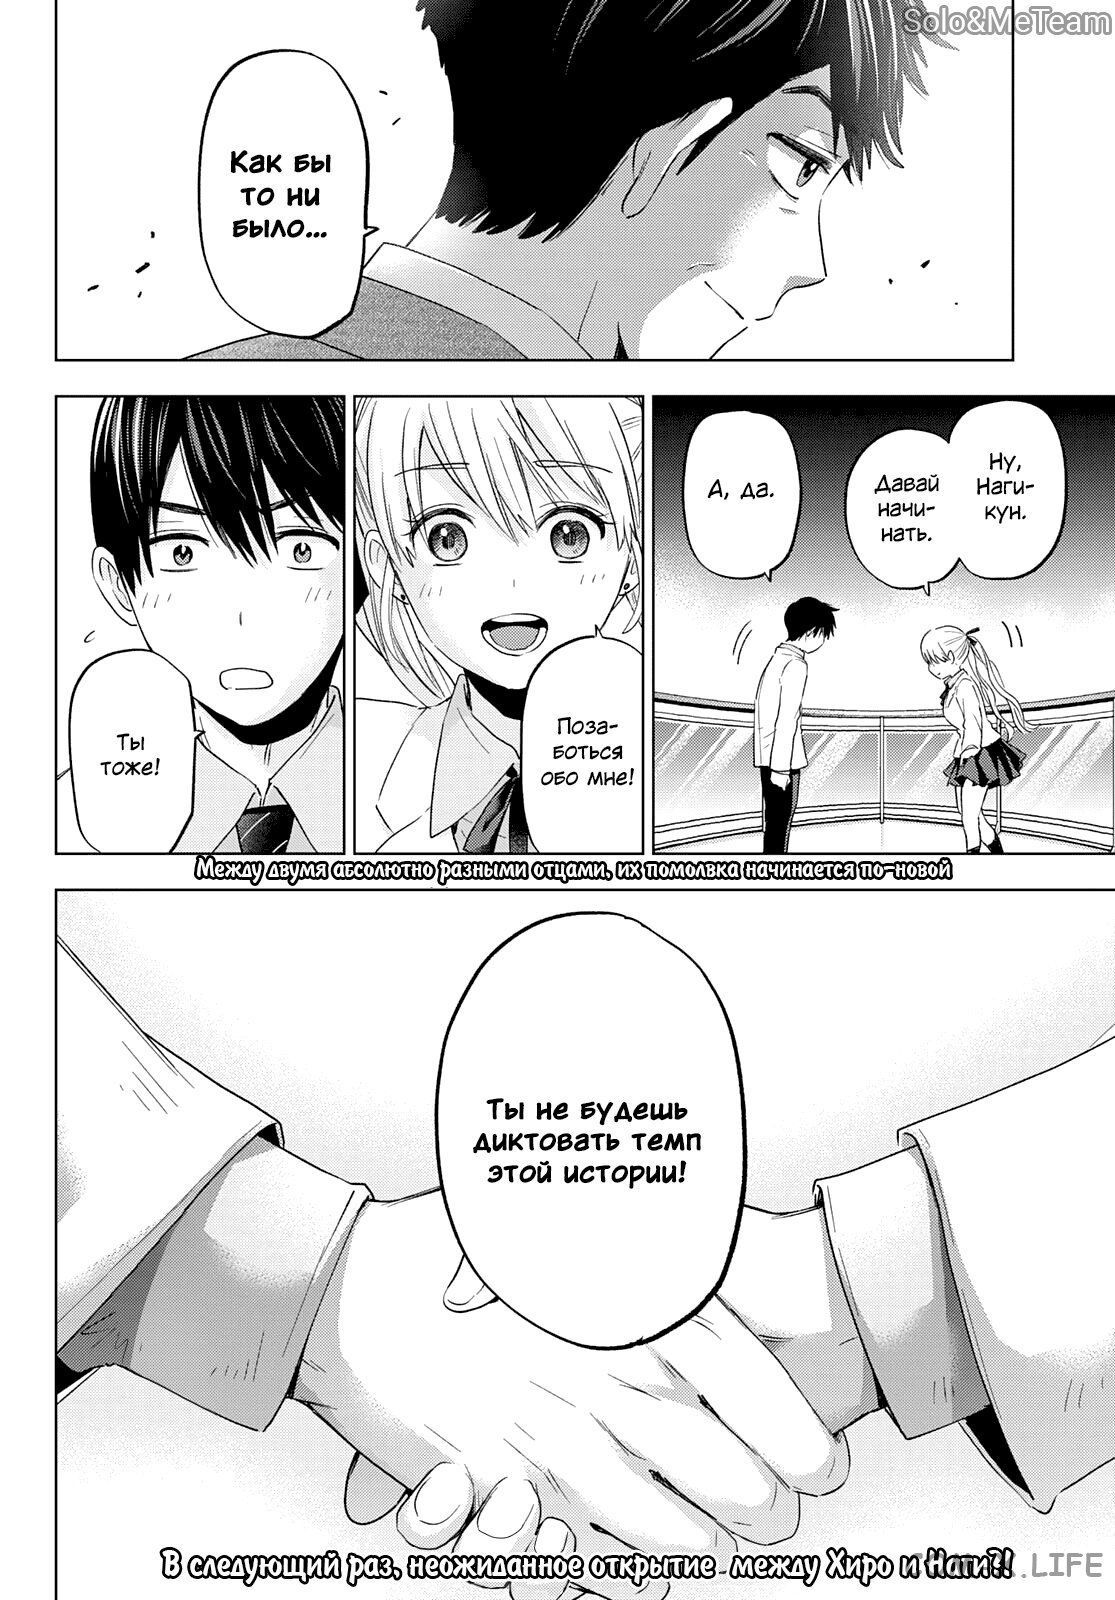 Solo&MeTeam
Как бы
то ни
было...
Ну,
Наги-
кун.
Давай
начи-
нать.
А, да.
Поза-
боться
обо мне!
Ты
тоже!
Между двумя абсолютно разными отцами, их помолвка начинается по-новой
Ты не будешь
диктовать темп
этой истории!
В следующий раз, неожиданное открытие между Хиро и Наги?!
.LIFE